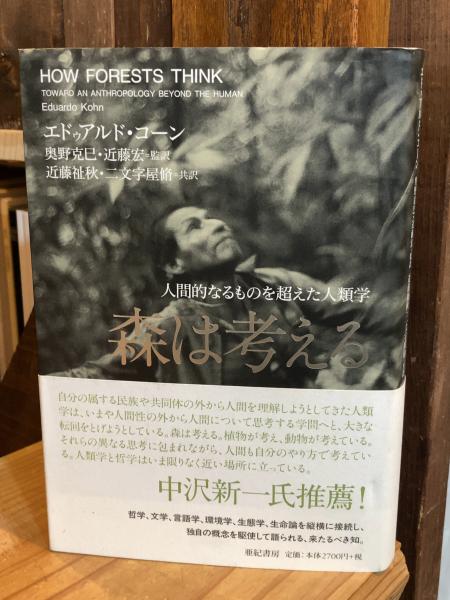 HOW FORESTS THINK
TOWARD AN ANTHROPOLOGY BEYOND THE HUMAN
Eduardo Kohn
エドゥアルド・コーン
奥野克巳・近藤宏=監訳
近藤祉秋・二文字屋脩=共訳
人間的なるものを超えた人類学
森は考える
自分の属する民族や共同体の外から人間を理解しようとしてきた人類
学は、いまや人間性の外から人間について思考する学問へと、大きな
転回をとげようとしている。森は考える。植物が考え、動物が考えている。
それらの異なる思考に包まれながら、人間も自分のやり方で考えてい
る。人類学と哲学はいま限りなく近い場所に立っている。
中沢新一氏推薦!
哲学、文学、言語学、環境学、生態学、生命論を縦横に接続し、
独自の概念を駆使して語られる、来たるべき知。
亜紀書房 定価:本体2700円+税